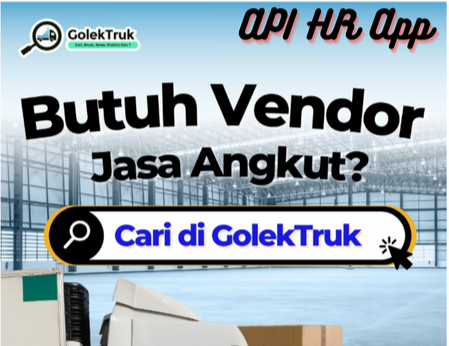 GolekTruk
API HR App
Butuh Vendor
Jasa Angkut?
Cari di GolekTruk